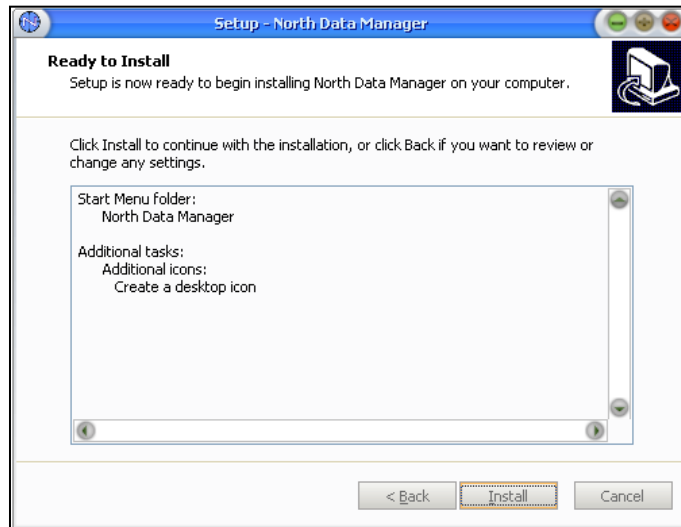 Setup - North Data Manager
Ready to Install
Setup is now ready to begin installing North Data Manager on your computer.
Click Install to continue with the installation, or click Back if you want to review or
change any settings.
Start Menu folder:
North Data Manager
Additional tasks:
Additional icons:
Create a desktop icon
< Back
Install
Cancel